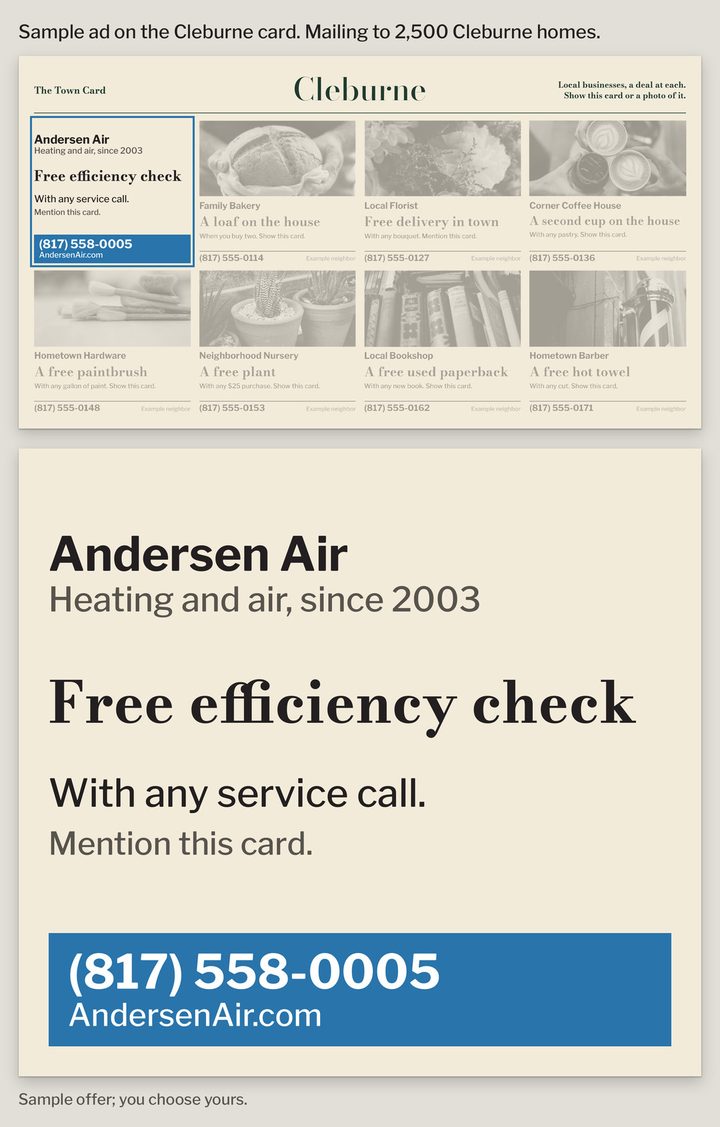 Sample ad on the Cleburne card. Mailing to 2,500 Cleburne homes.
The Town Card
Cleburne
Local businesses, a deal at each.
Show this card or a photo of it.
Andersen Air
Heating and air, since 2003
Free efficiency check
With any service call.
Mention this card.
(817) 558-0005
AndersenAir.com
Family Bakery
A loaf on the house
When you buy two. Show this card.
(817) 555-0114
Example neighbor
Local Florist
Free delivery in town
With any bouquet. Mention this card.
(817) 555-0127
Example neighbor
Corner Coffee House
A second cup on the house
With any pastry. Show this card.
(817) 555-0136
Example neighbor
Hometown Hardware
A free paintbrush
With any gallon of paint. Show this card.
(817) 555-0148
Example neighbor
Neighborhood Nursery
A free plant
With any $25 purchase. Show this card.
(817) 555-0153
Example neighbor
Local Bookshop
A free used paperback
With any new book. Show this card.
(817) 555-0162
Example neighbor
Hometown Barber
A free hot towel
With any cut. Show this card.
(817) 555-0171
Example neighbor
Andersen Air
Heating and air, since 2003
Free efficiency check
With any service call.
Mention this card.
(817) 558-0005
AndersenAir.com
Sample offer; you choose yours.